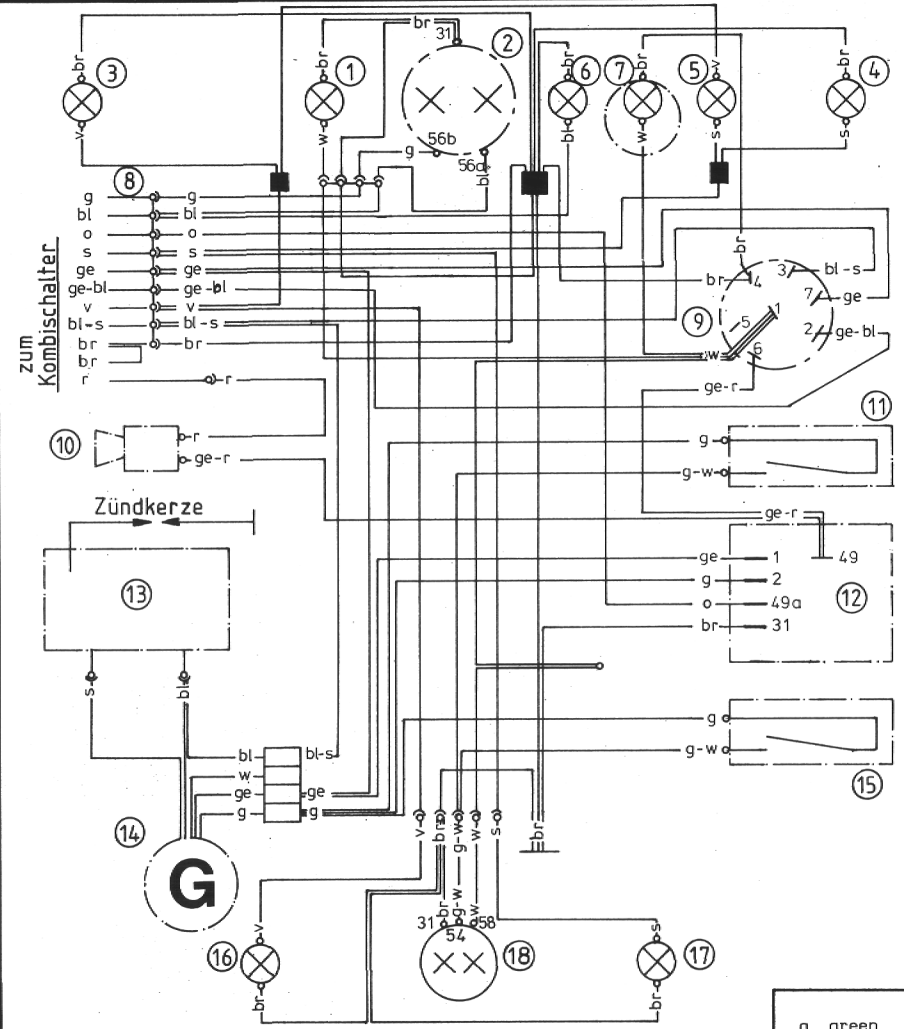 br 31 2
br 3 br 1 br 6 br 7 br 5 v br 4
v w g 56b 56a bl bl w s s
8
g g
bl bl
o o
s s
ge ge
ge-bl ge-bl
v v
bl-s bl-s
br br
br
r r
zum
Kombischalter
br
br 4 3 bl-s
7 ge
9 5 1 2 ge-bl
w 6
ge-r
10 r
ge-r
11
g
g-w
Zündkerze
ge-r
13
ge 1 49
g 2
o 49a 12
br 31
s bl
g
g-w
15
bl bl-s
w
ge ge
g g
14
G
v br g-w w s br
br g-w w
31 54 58
v s
16 18 17
br br
g green